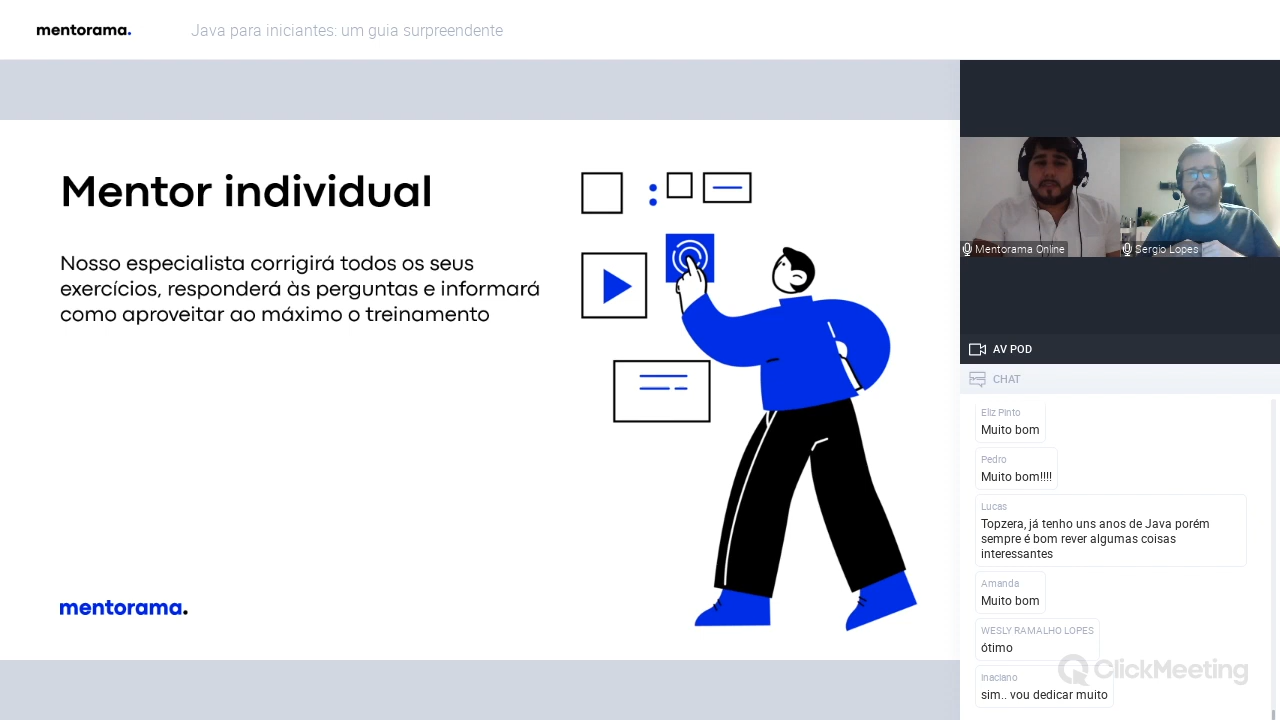 mentorama.
Java para iniciantes: um guia surpreendente
Mentor individual
Nosso especialista corrigirá todos os seus
exercícios, responderá às perguntas e informará
como aproveitar ao máximo o treinamento
mentorama.
Mentorama Online
Sergio Lopes
AV POD
CHAT
Eliz Pinto
Muito bom
Pedro
Muito bom!!!!
Lucas
Topzera, já tenho uns anos de Java porém
sempre é bom rever algumas coisas
interessantes
Amanda
Muito bom
WESLY RAMALHO LOPES
ótimo
inaciano
sim.. vou dedicar muito
ClickMeeting